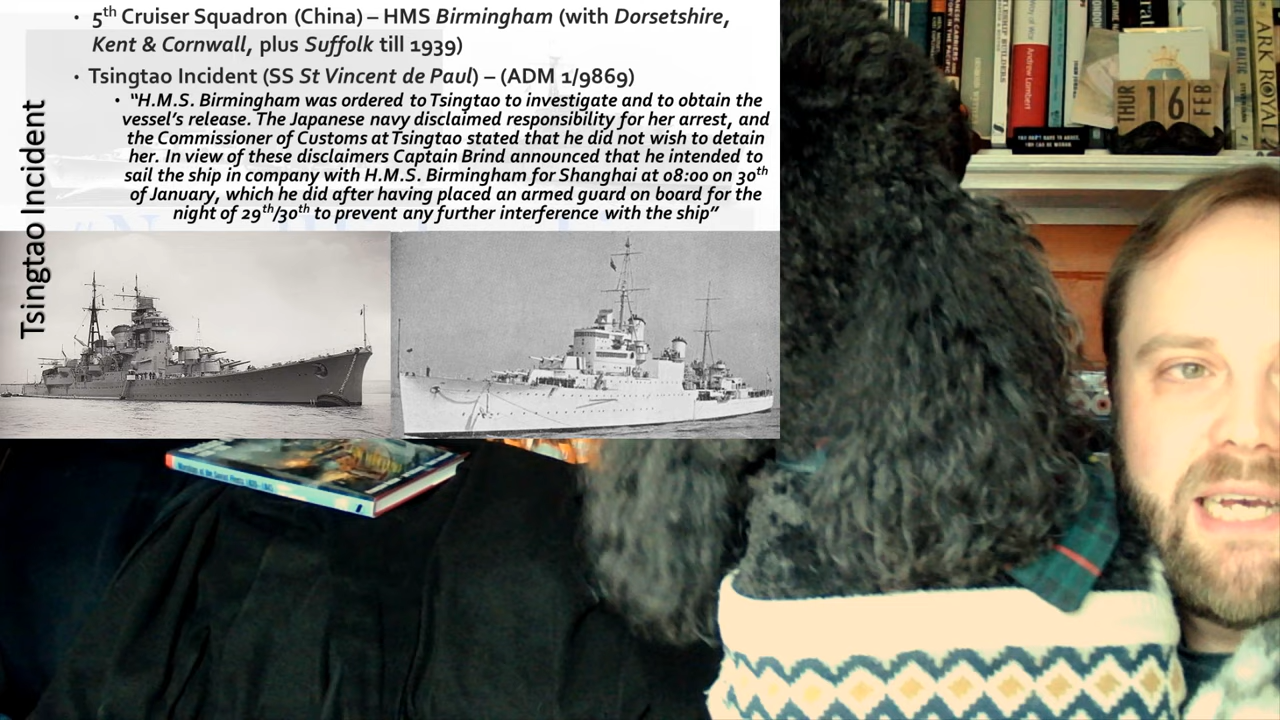 • 5th Cruiser Squadron (China) – HMS Birmingham (with Dorsetshire,
Kent & Cornwall, plus Suffolk till 1939)
• Tsingtao Incident (SS St Vincent de Paul) – (ADM 1/9869)
• “H.M.S. Birmingham was ordered to Tsingtao to investigate and to obtain the
vessel’s release. The Japanese navy disclaimed responsibility for her arrest, and
the Commissioner of Customs at Tsingtao stated that he did not wish to detain
her. In view of these disclaimers Captain Brind announced that he intended to
sail the ship in company with H.M.S. Birmingham for Shanghai at 08:00 on 30th
of January, which he did after having placed an armed guard on board for the
night of 29th/30th to prevent any further interference with the ship”
Tsingtao Incident
Andrew Lambert
THUR 16 FEB
ARK ROYAL
IN THE BALTIC